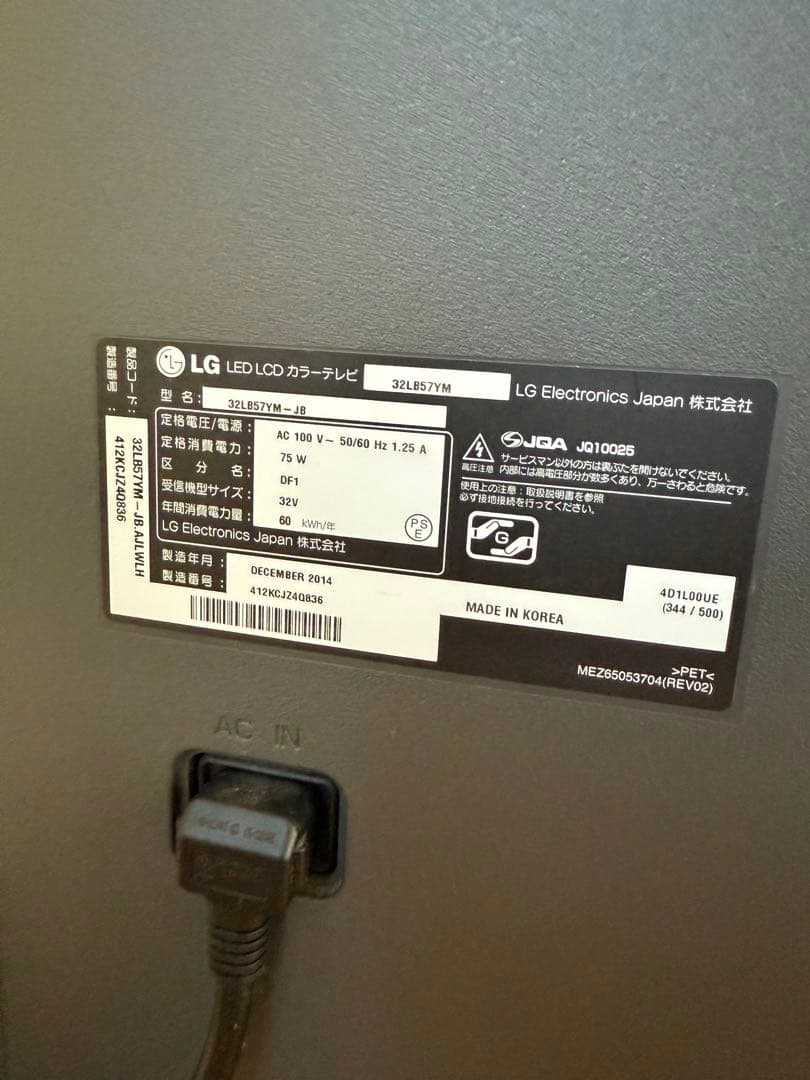 LG LED LCD カラーテレビ 32LB57YM LG Electronics Japan 株式会社
型 名 : 32LB57YM-JB
定格電圧/電源 : AC 100 V~ 50/60 Hz 1.25 A
定格消費電力 : 75 W
区 分 名 : DF1
受信機型サイズ : 32V
年間消費電力量 : 60 kWh/年
PS E
LG Electronics Japan 株式会社
製造年月 : DECEMBER 2014
製造番号 : 412KCJZ4Q836
製品コード : 32LB57YM-JB.AJLWLH
製造番号 : 412KCJZ4Q836
JQA JQ10025
高圧注意
サービスマン以外の方は裏ぶたを開けないでください。
内部には高電圧部分が数多くあり、万一さわると危険です。
使用上の注意 : 取扱説明書を参照
必ず接地接続を行ってください。
G
MADE IN KOREA
4D1L00UE
(344 / 500)
>PET<
MEZ65053704(REV02)
AC IN